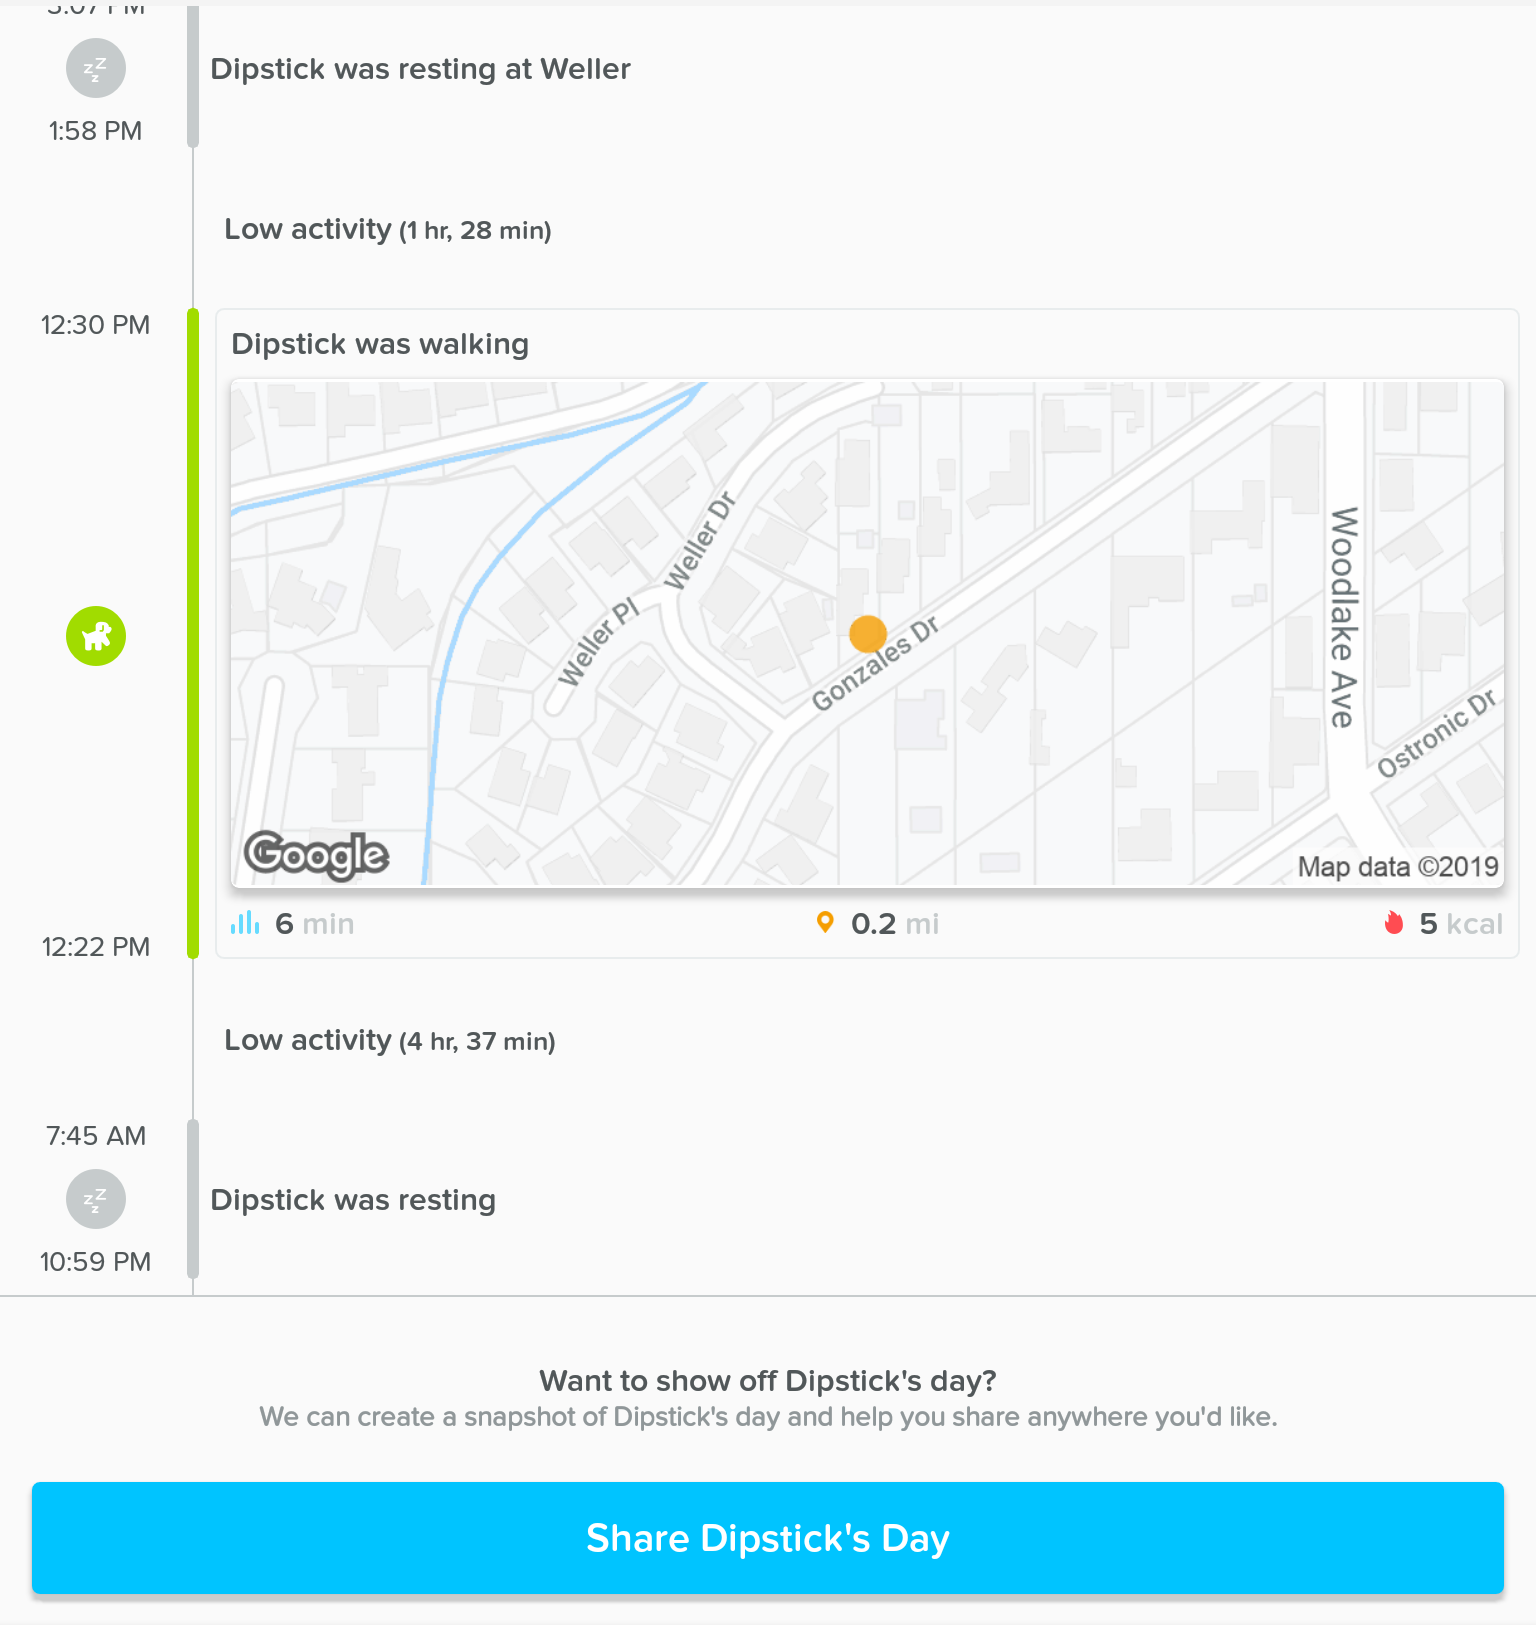 Dipstick was resting at Weller
1:58 PM
Low activity (1 hr, 28 min)
12:30 PM
Dipstick was walking
Weller Dr
Weller Pl
Gonzales Dr
Woodlake Ave
Ostronic Dr
Google
Map data ©2019
6 min
0.2 mi
5 kcal
12:22 PM
Low activity (4 hr, 37 min)
7:45 AM
Dipstick was resting
10:59 PM
Want to show off Dipstick's day?
We can create a snapshot of Dipstick's day and help you share anywhere you'd like.
Share Dipstick's Day